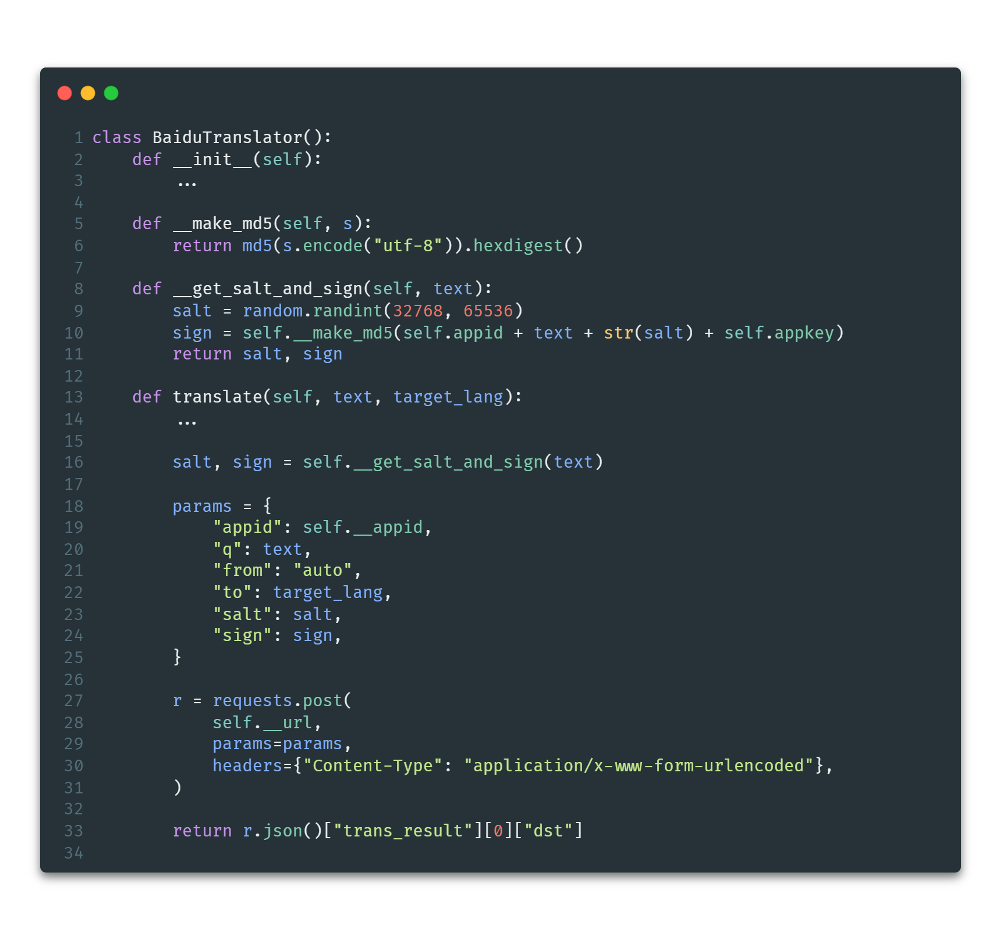 1 class BaiduTranslator():
2     def __init__(self):
3         ...
4
5     def __make_md5(self, s):
6         return md5(s.encode("utf-8")).hexdigest()
7
8     def __get_salt_and_sign(self, text):
9         salt = random.randint(32768, 65536)
10         sign = self.__make_md5(self.appid + text + str(salt) + self.appkey)
11         return salt, sign
12
13     def translate(self, text, target_lang):
14         ...
15
16         salt, sign = self.__get_salt_and_sign(text)
17
18         params = {
19             "appid": self.__appid,
20             "q": text,
21             "from": "auto",
22             "to": target_lang,
23             "salt": salt,
24             "sign": sign,
25         }
26
27         r = requests.post(
28             self.__url,
29             params=params,
30             headers={"Content-Type": "application/x-www-form-urlencoded"},
31         )
32
33         return r.json()["trans_result"][0]["dst"]
34